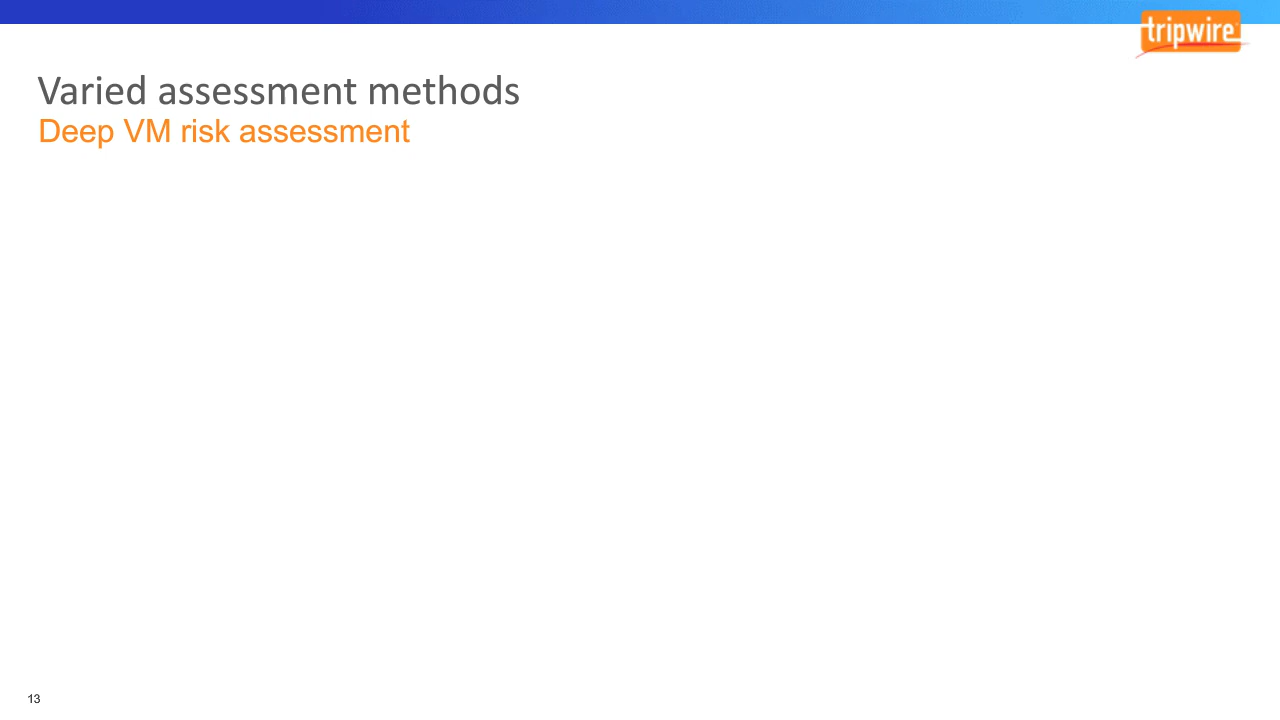 tripwire
Varied assessment methods
Deep VM risk assessment
13